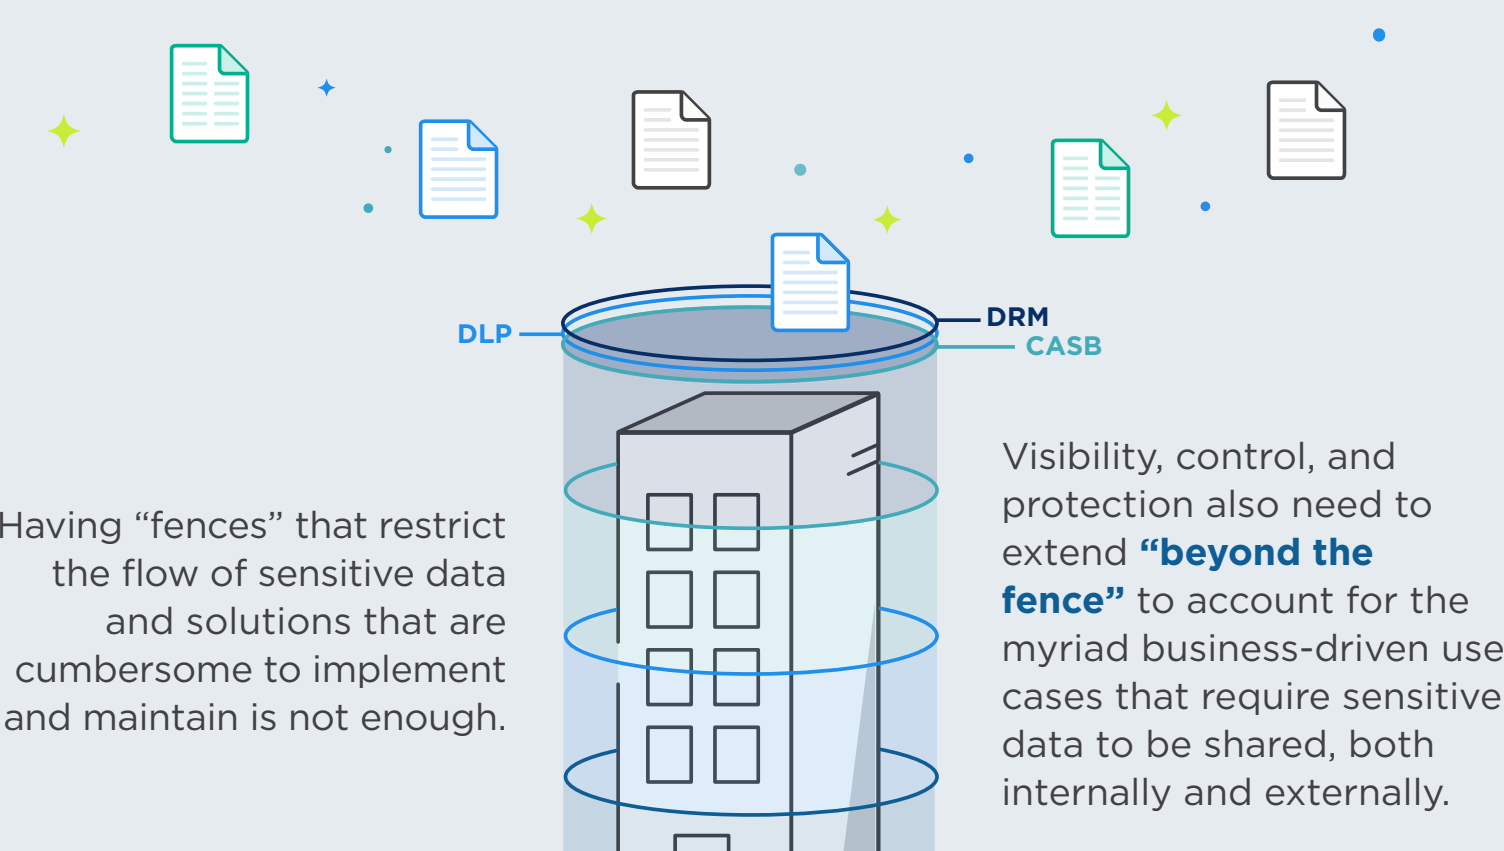 DLP
DRM
CASB
Having “fences” that restrict
the flow of sensitive data
and solutions that are
cumbersome to implement
and maintain is not enough.
Visibility, control, and
protection also need to
extend “beyond the
fence” to account for the
myriad business-driven use
cases that require sensitive
data to be shared, both
internally and externally.